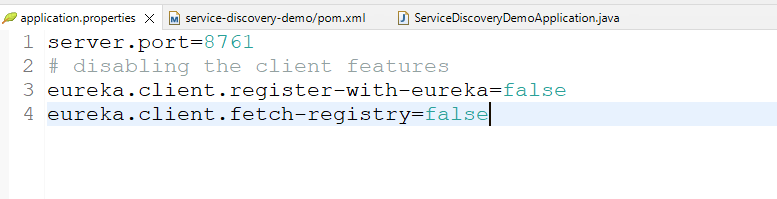 application.properties service-discovery-demo/pom.xml ServiceDiscoveryDemoApplication.java
1 server.port=8761
2 # disabling the client features
3 eureka.client.register-with-eureka=false
4 eureka.client.fetch-registry=false